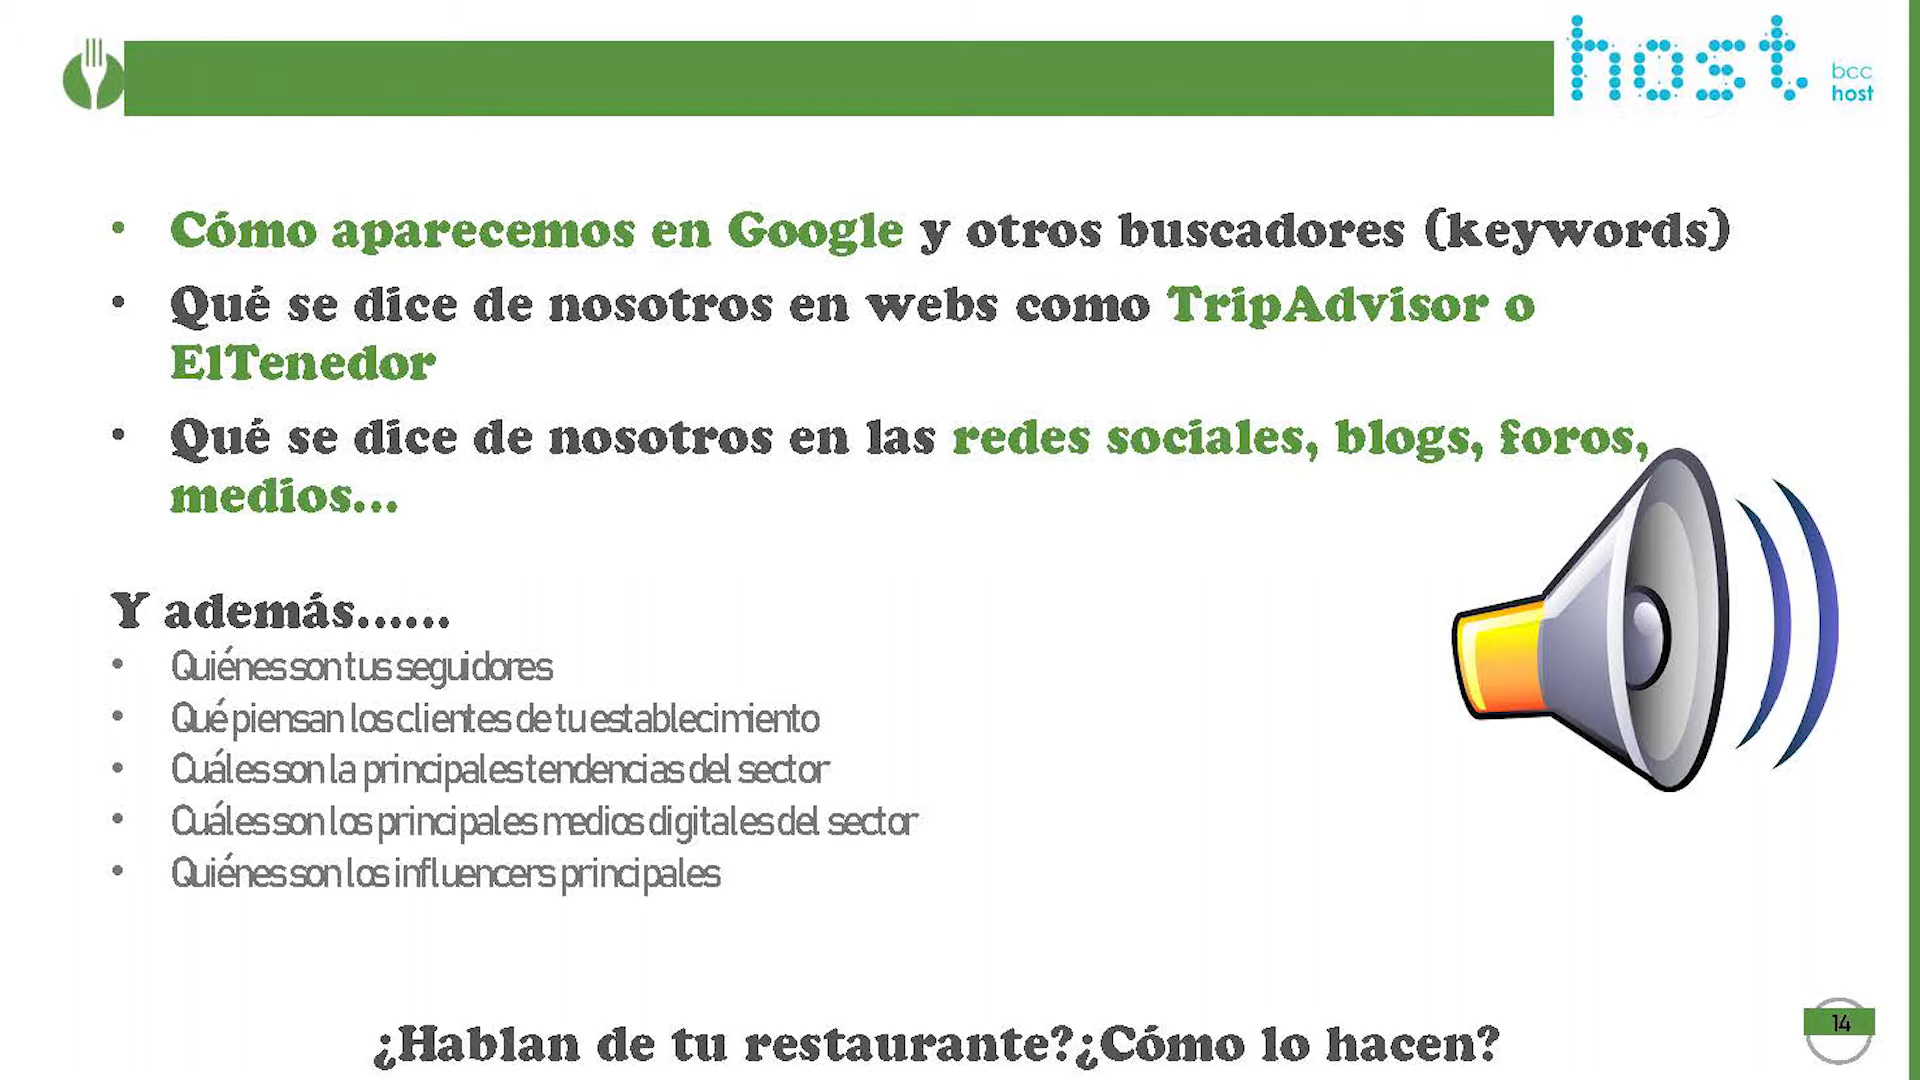 host
bcc
host
• Cómo aparecemos en Google y otros buscadores (keywords)
• Qué se dice de nosotros en webs como TripAdvisor o
ElTenedor
• Qué se dice de nosotros en las redes sociales, blogs, foros,
medios...
Y además......
• Quiénes son tus seguidores
• Qué piensan los clientes de tu establecimiento
• Cuáles son la principales tendencias del sector
• Cuáles son los principales medios digitales del sector
• Quiénes son los influencers principales
¿Hablan de tu restaurante?¿Cómo lo hacen?
14